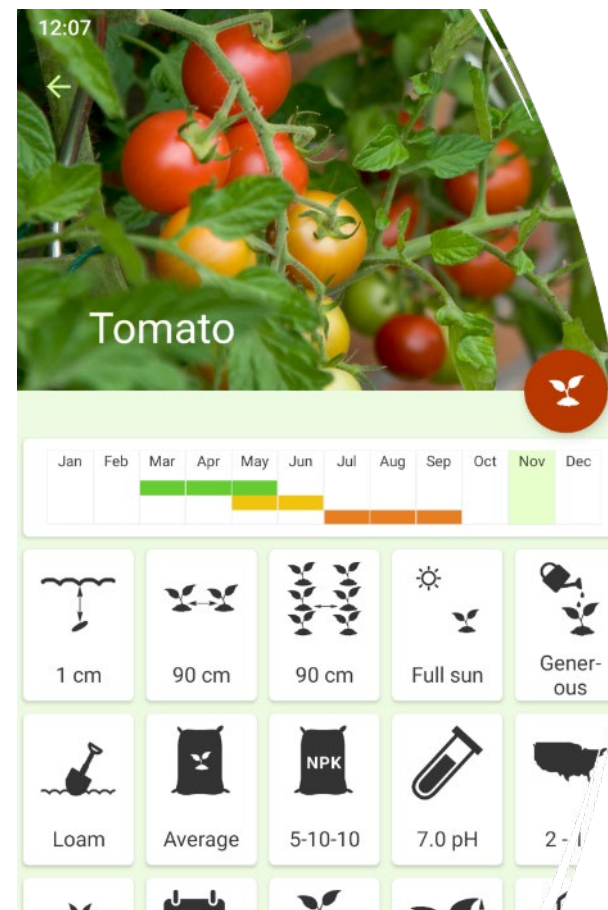 12:07
Tomato
Jan Feb Mar Apr May Jun Jul Aug Sep Oct Nov Dec
1 cm 90 cm 90 cm Full sun Gener-
ous
Loam Average 5-10-10 7.0 pH 2 -
NPK